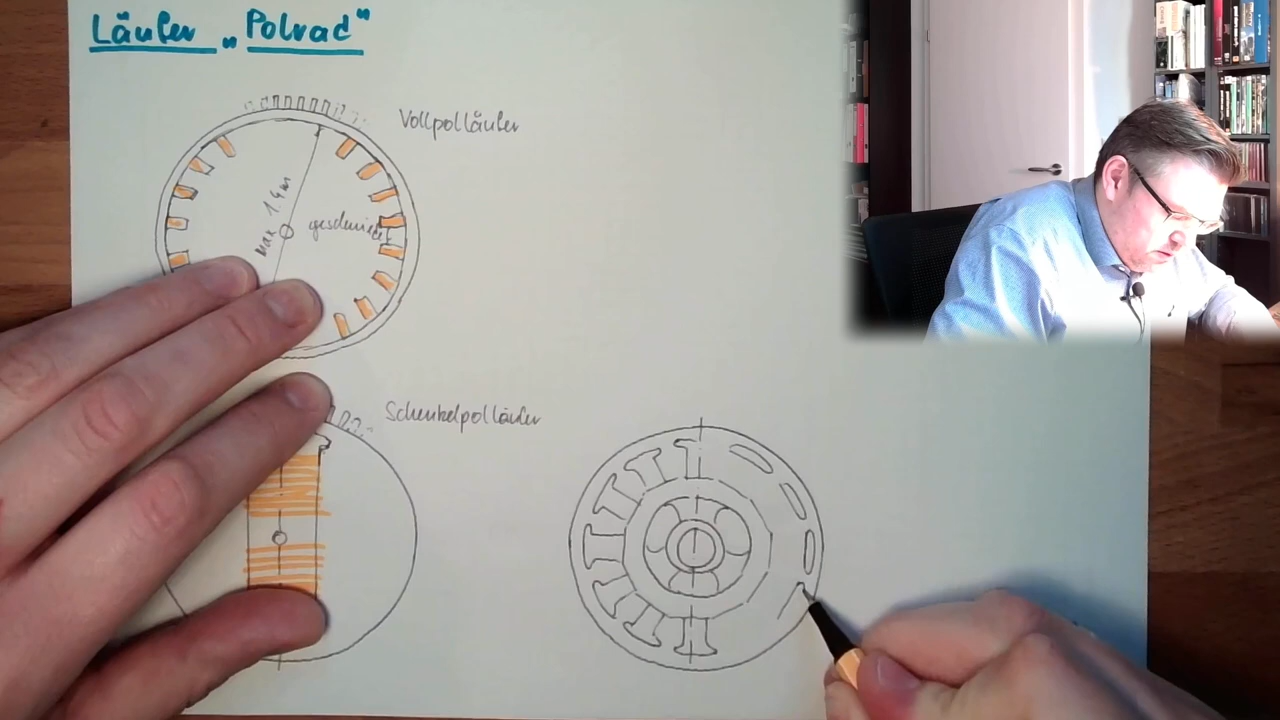 Läufer „Polrad“
Vollpolläufer
max 1,4m
geschmiedet
Schenkelpolläufer